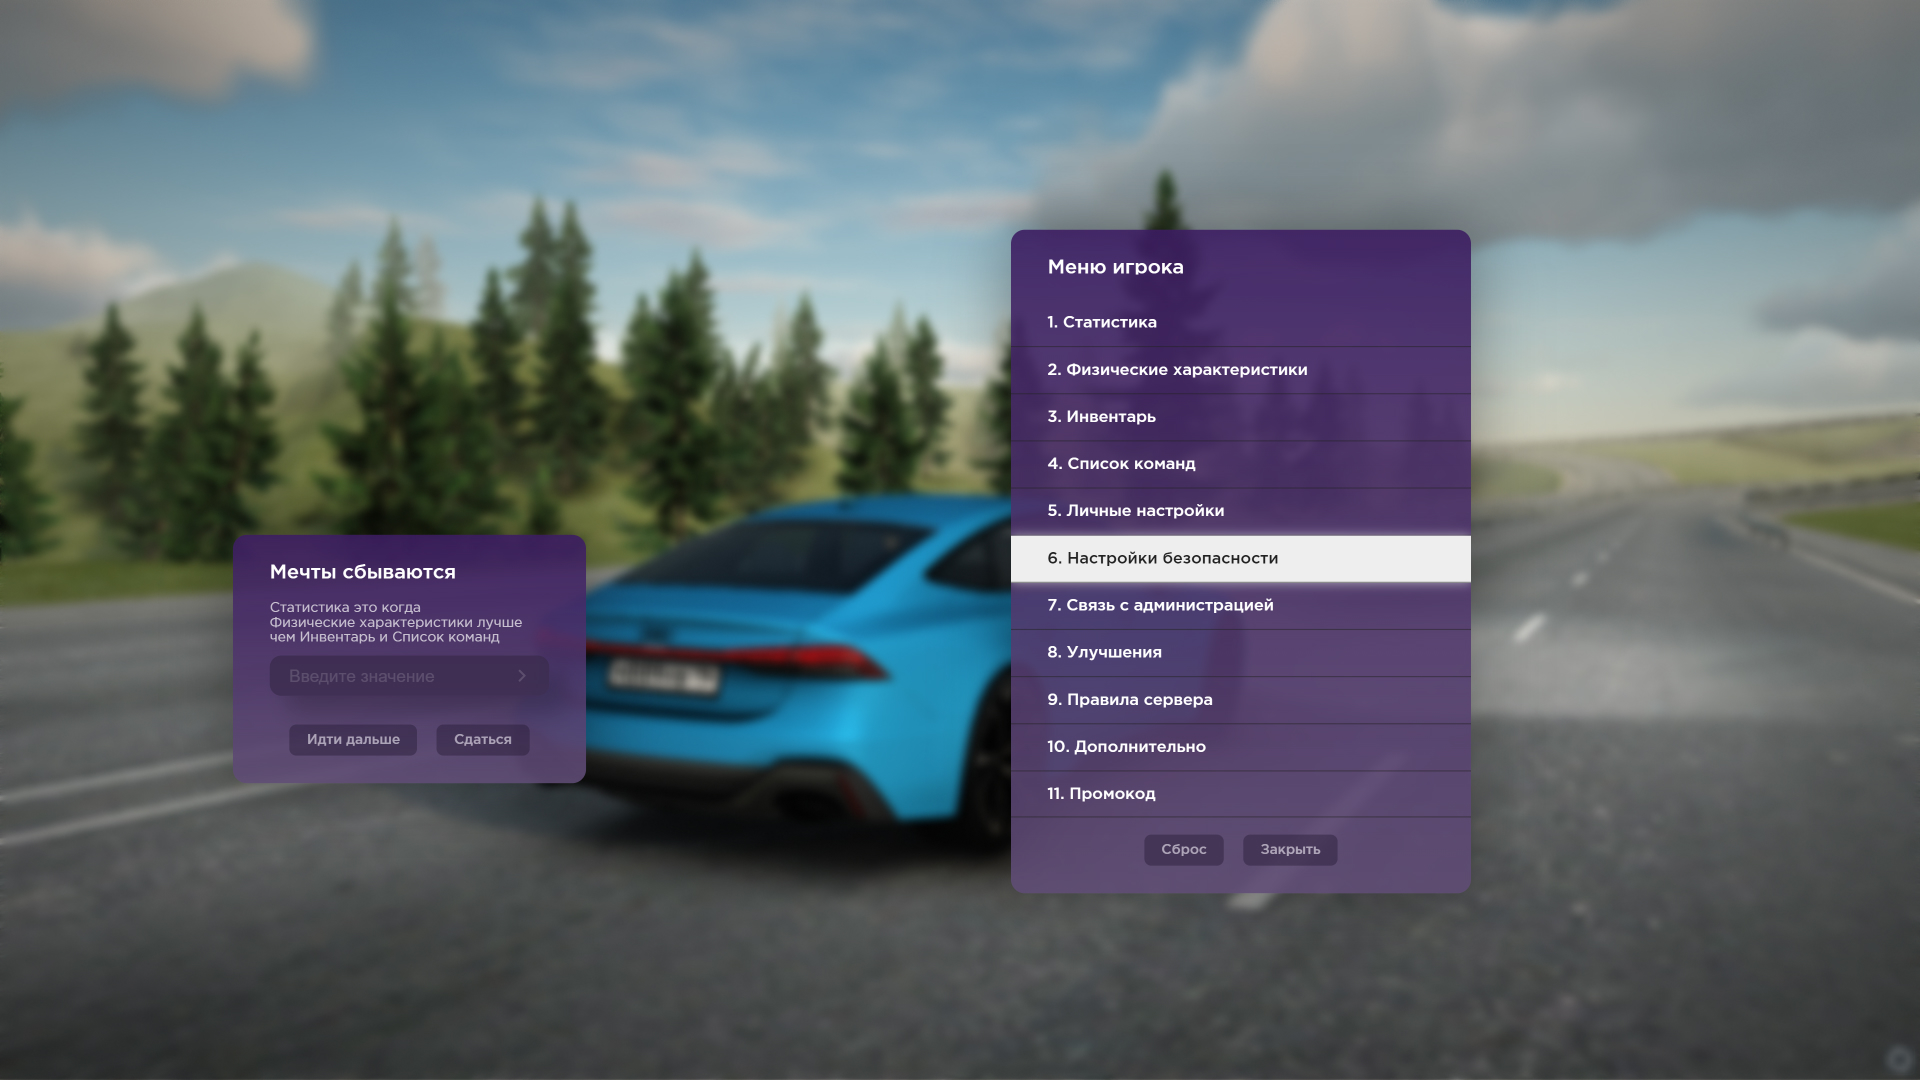 Мечты сбываются
Статистика это когда
Физические характеристики лучше
чем Инвентарь и Список команд
Введите значение
Идти дальше
Сдаться
Меню игрока
1. Статистика
2. Физические характеристики
3. Инвентарь
4. Список команд
5. Личные настройки
6. Настройки безопасности
7. Связь с администрацией
8. Улучшения
9. Правила сервера
10. Дополнительно
11. Промокод
Сброс
Закрыть